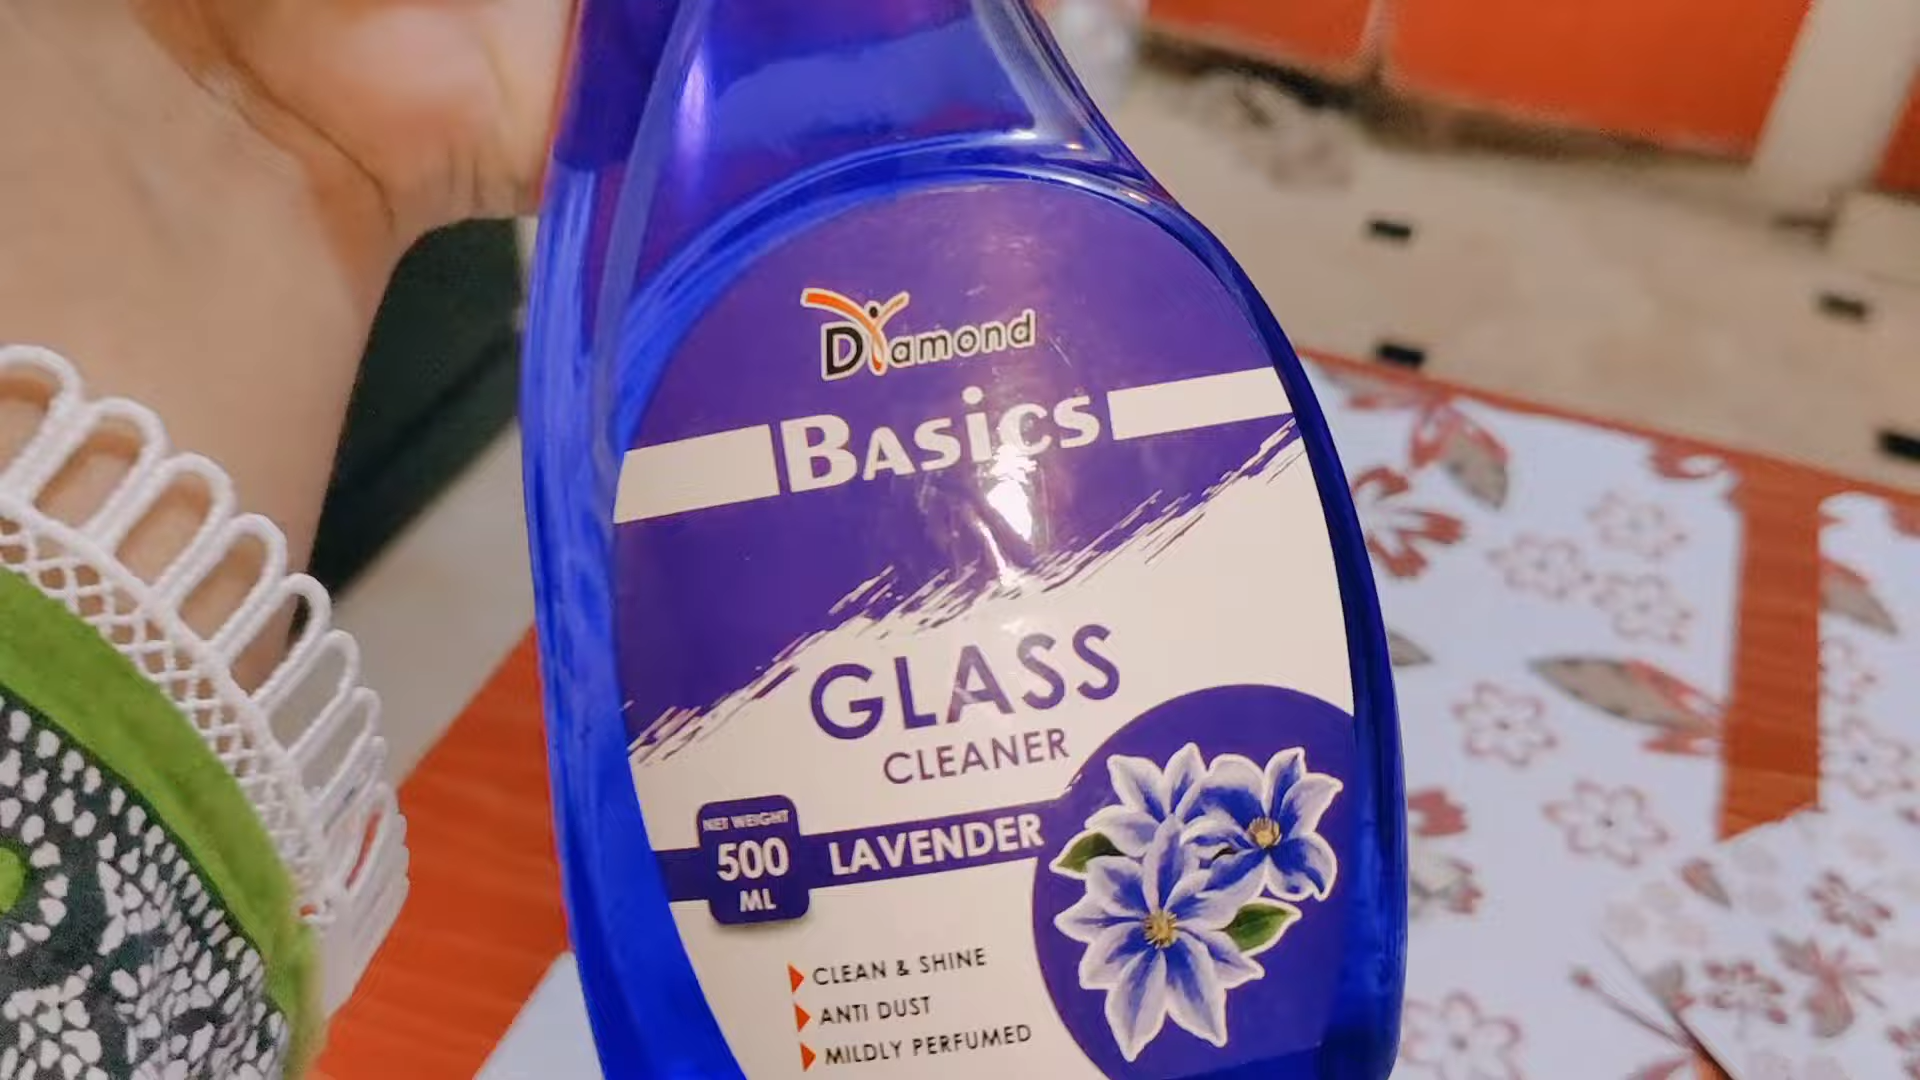 Diamond
BASiCS
GLASS
CLEANER
NET WEIGHT
500
ML
LAVENDER
CLEAN & SHINE
ANTI DUST
MILDLY PERFUMED